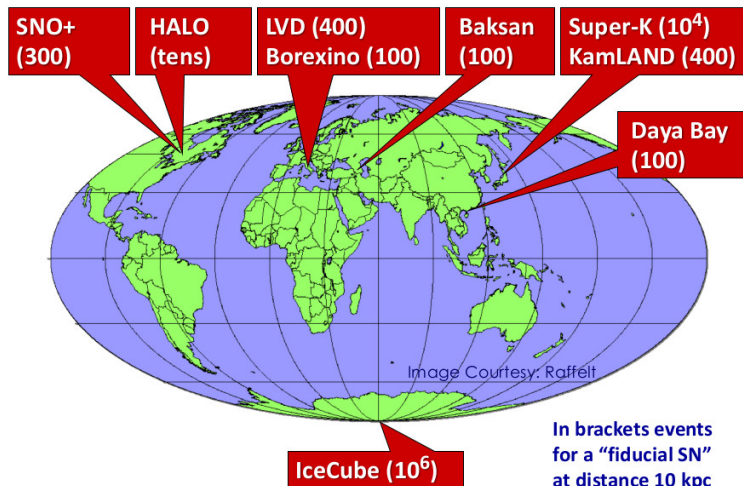 SNO+
(300)
HALO
(tens)
LVD (400)
Borexino (100)
Baksan
(100)
Super-K (10⁴)
KamLAND (400)
Daya Bay
(100)
Image Courtesy: Raffelt
IceCube (10⁶)
In brackets events
for a “fiducial SN”
at distance 10 kpc